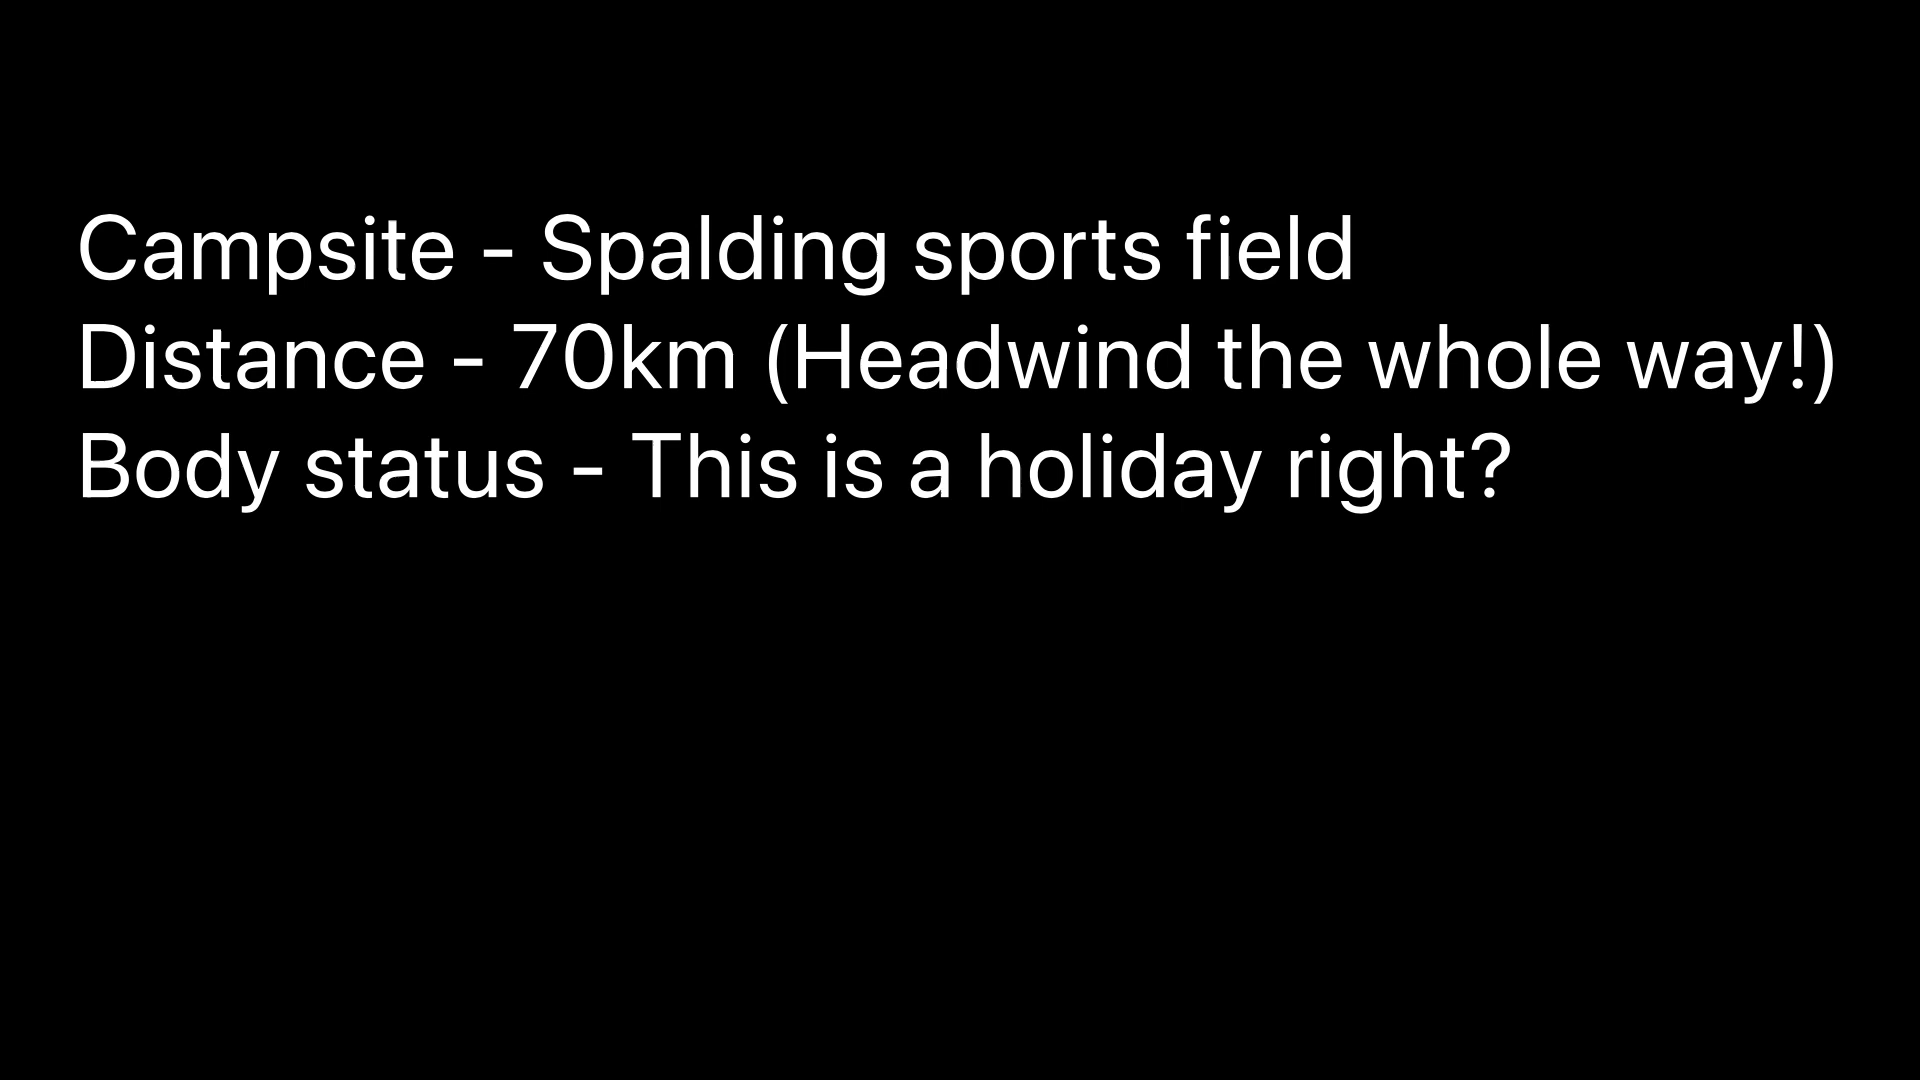 Campsite - Spalding sports field
Distance - 70km (Headwind the whole way!)
Body status - This is a holiday right?